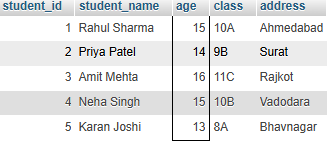 student_id student_name age class address
1 Rahul Sharma 15 10A Ahmedabad
2 Priya Patel 14 9B Surat
3 Amit Mehta 16 11C Rajkot
4 Neha Singh 15 10B Vadodara
5 Karan Joshi 13 8A Bhavnagar